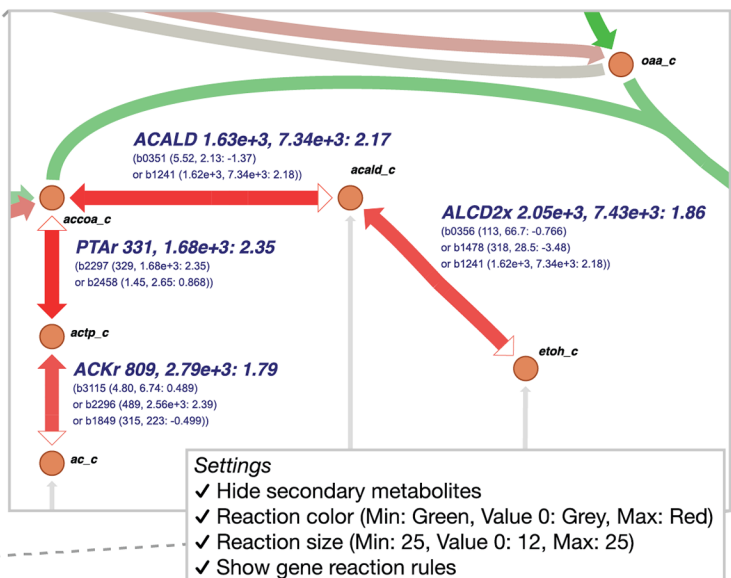 oaa_c
ACALD 1.63e+3, 7.34e+3: 2.17
(b0351 (5.52, 2.13: -1.37)
or b1241 (1.62e+3, 7.34e+3: 2.18))
acald_c
accoa_c
ALCD2x 2.05e+3, 7.43e+3: 1.86
(b0356 (113, 66.7: -0.766)
or b1478 (318, 28.5: -3.48)
or b1241 (1.62e+3, 7.34e+3: 2.18))
PTAr 331, 1.68e+3: 2.35
(b2297 (329, 1.68e+3: 2.35)
or b2458 (1.45, 2.65: 0.868))
actp_c
etoh_c
ACKr 809, 2.79e+3: 1.79
(b3115 (4.80, 6.74: 0.489)
or b2296 (489, 2.56e+3: 2.39)
or b1849 (315, 223: -0.499))
ac_c
Settings
✓ Hide secondary metabolites
✓ Reaction color (Min: Green, Value 0: Grey, Max: Red)
✓ Reaction size (Min: 25, Value 0: 12, Max: 25)
✓ Show gene reaction rules